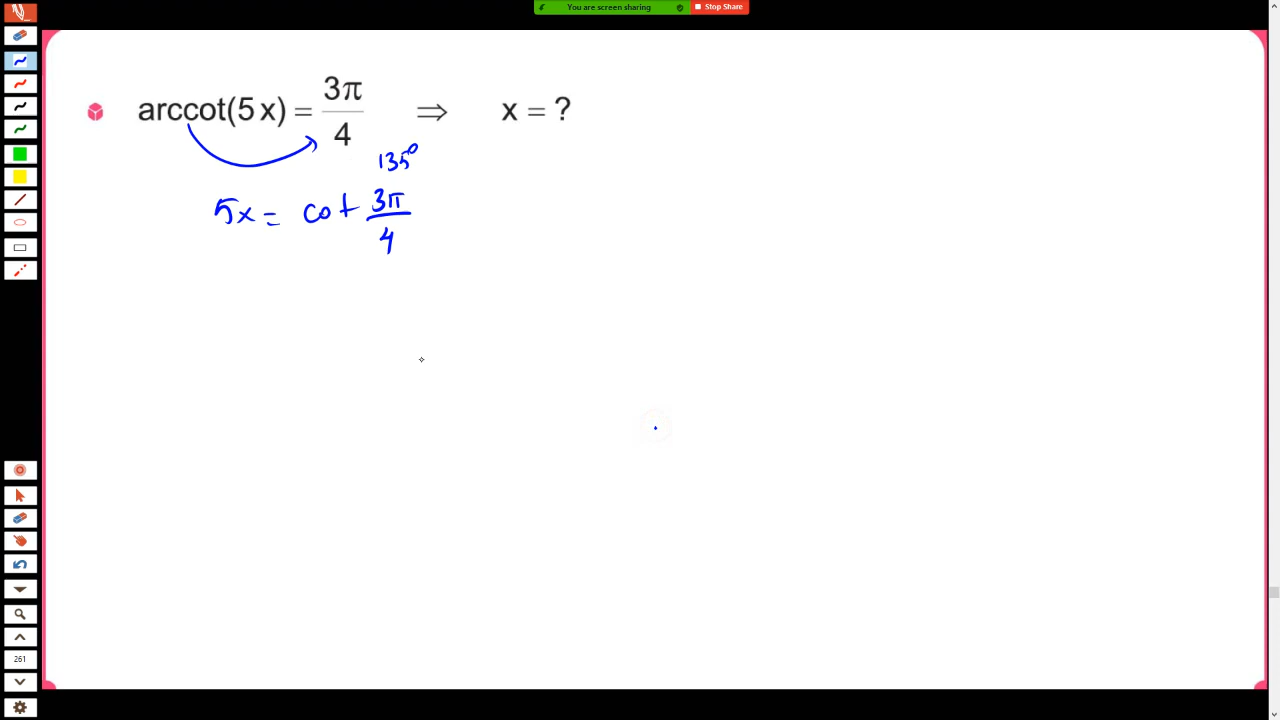 You are screen sharing Stop Share
arccot(5x) = 3π/4 ⇒ x = ?
135°
5x = cot 3π/4
261